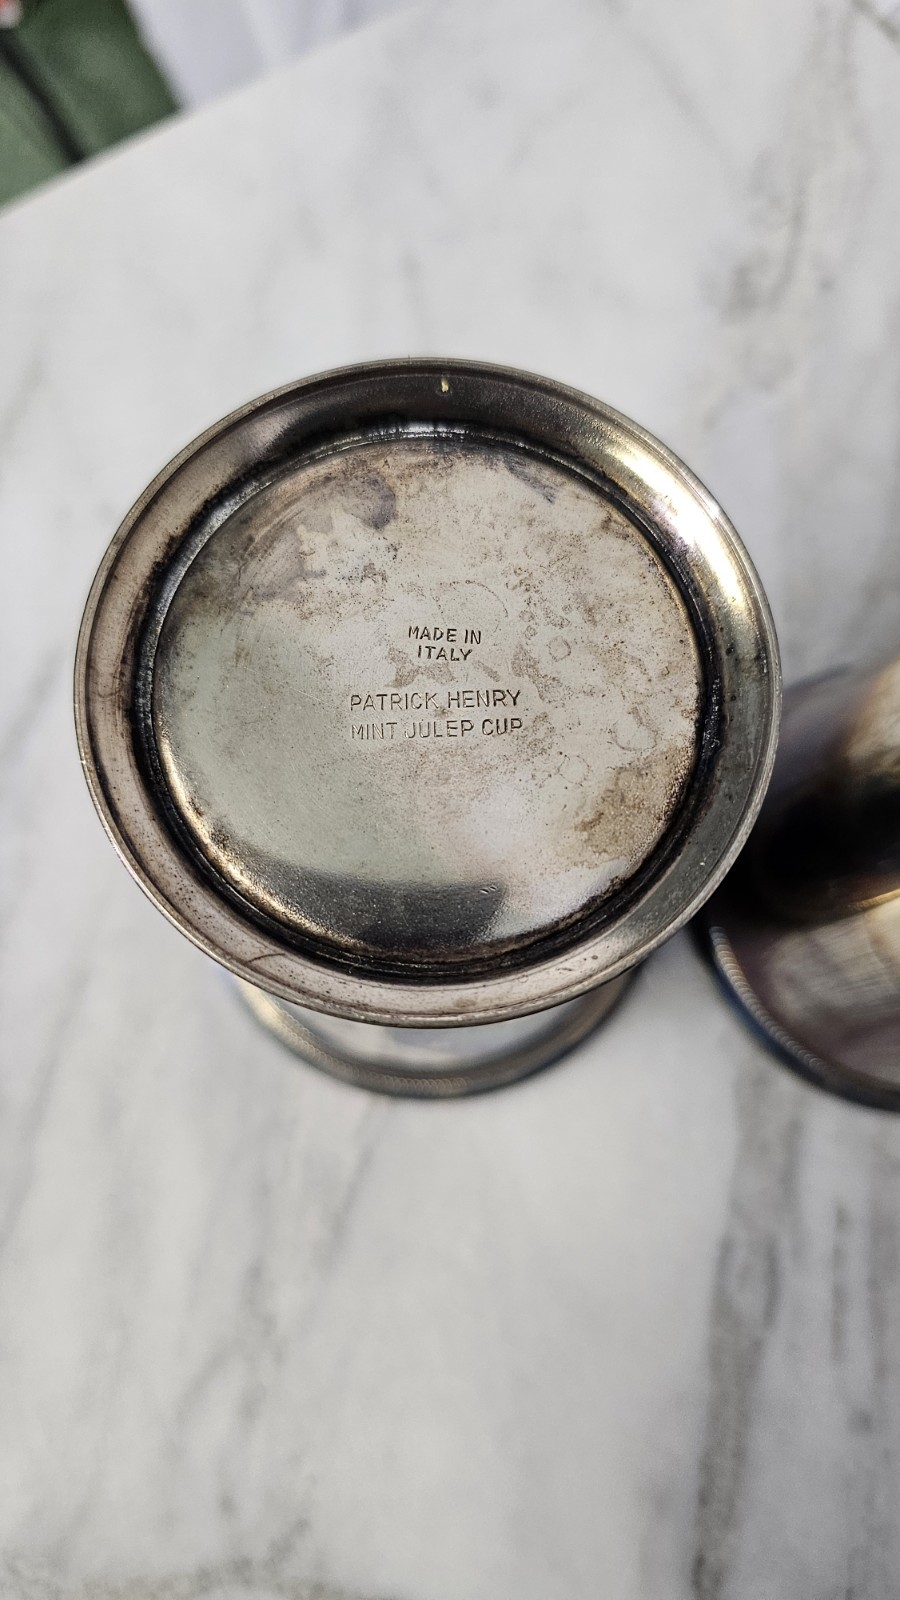 MADE IN
ITALY
PATRICK HENRY
MINT JULEP CUP